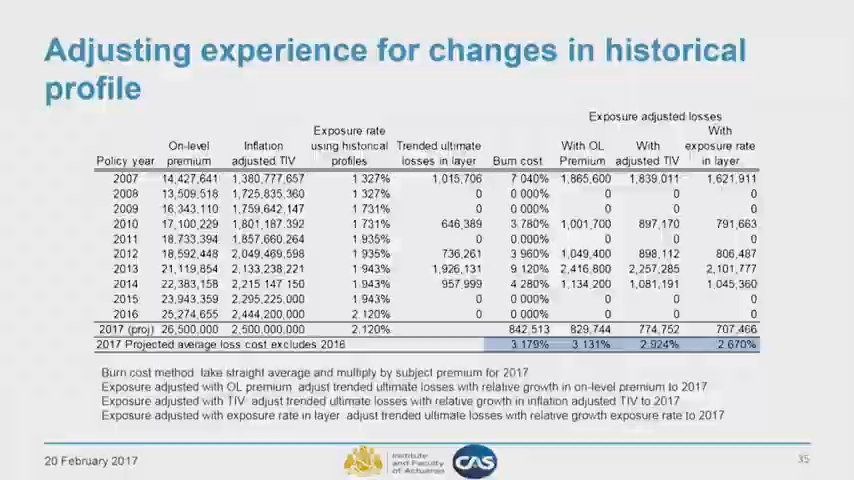 Adjusting experience for changes in historical
profile
Exposure adjusted losses
Exposure rate With
On-level Inflation using historical Trended ultimate With OL With exposure rate
Policy year premium adjusted TIV profiles losses in layer Burn cost Premium adjusted TIV in layer
2007 14,427,641 1,380,777,657 1 327% 1,015,706 7 040% 1,865,600 1,839,011 1,621,911
2008 13,509,518 1,725,835,360 1 327% 0 0 000% 0 0 0
2009 16,343,110 1,759,642,147 1 731% 0 0 000% 0 0 0
2010 17,100,229 1,801,187,392 1 731% 646,389 3 780% 1,001,700 897,170 791,663
2011 18,733,394 1,857,660,264 1 935% 0 0.000% 0 0 0
2012 18,592,448 2,049,469,598 1 935% 736,261 3 960% 1,049,400 898,112 806,487
2013 21,119,854 2,133,238,221 1 943% 1,926,131 9 120% 2,416,800 2,257,285 2,101,777
2014 22,383,158 2,215 147 150 1 943% 957,999 4 280% 1,134,200 1,081,191 1,045,360
2015 23,943,359 2,295,225,000 1 943% 0 0 000% 0 0 0
2016 25,274,655 2,444,200,000 2.120% 0 0 000% 0 0 0
2017 (proj) 26,500,000 2,500,000,000 2.120% 842,513 829,744 774,752 707,466
2017 Projected average loss cost excludes 2016 3 179% 3 131% 2 924% 2 670%
Burn cost method take straight average and multiply by subject premium for 2017
Exposure adjusted with OL premium adjust trended ultimate losses with relative growth in on-level premium to 2017
Exposure adjusted with TIV adjust trended ultimate losses with relative growth in inflation adjusted TIV to 2017
Exposure adjusted with exposure rate in layer adjust trended ultimate losses with relative growth exposure rate to 2017
20 February 2017
Institute
and Faculty
of Actuaries
CAS
35